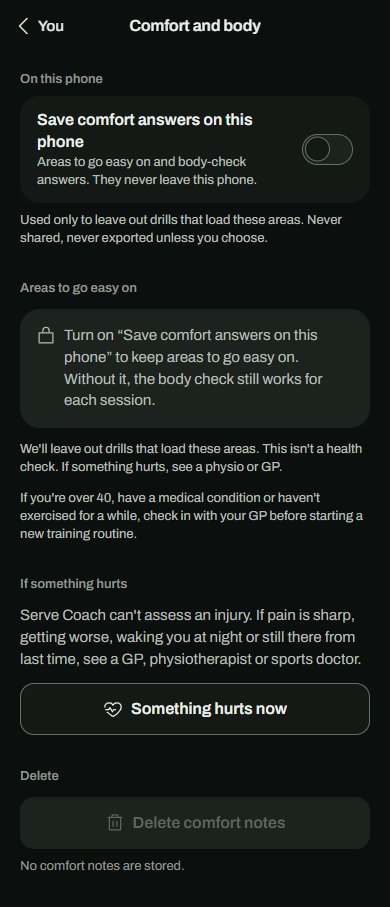 You
Comfort and body
On this phone
Save comfort answers on this
phone
Areas to go easy on and body-check
answers. They never leave this phone.
Used only to leave out drills that load these areas. Never
shared, never exported unless you choose.
Areas to go easy on
Turn on “Save comfort answers on this
phone” to keep areas to go easy on.
Without it, the body check still works for
each session.
We'll leave out drills that load these areas. This isn't a health
check. If something hurts, see a physio or GP.
If you're over 40, have a medical condition or haven't
exercised for a while, check in with your GP before starting a
new training routine.
If something hurts
Serve Coach can't assess an injury. If pain is sharp,
getting worse, waking you at night or still there from
last time, see a GP, physiotherapist or sports doctor.
Something hurts now
Delete
Delete comfort notes
No comfort notes are stored.